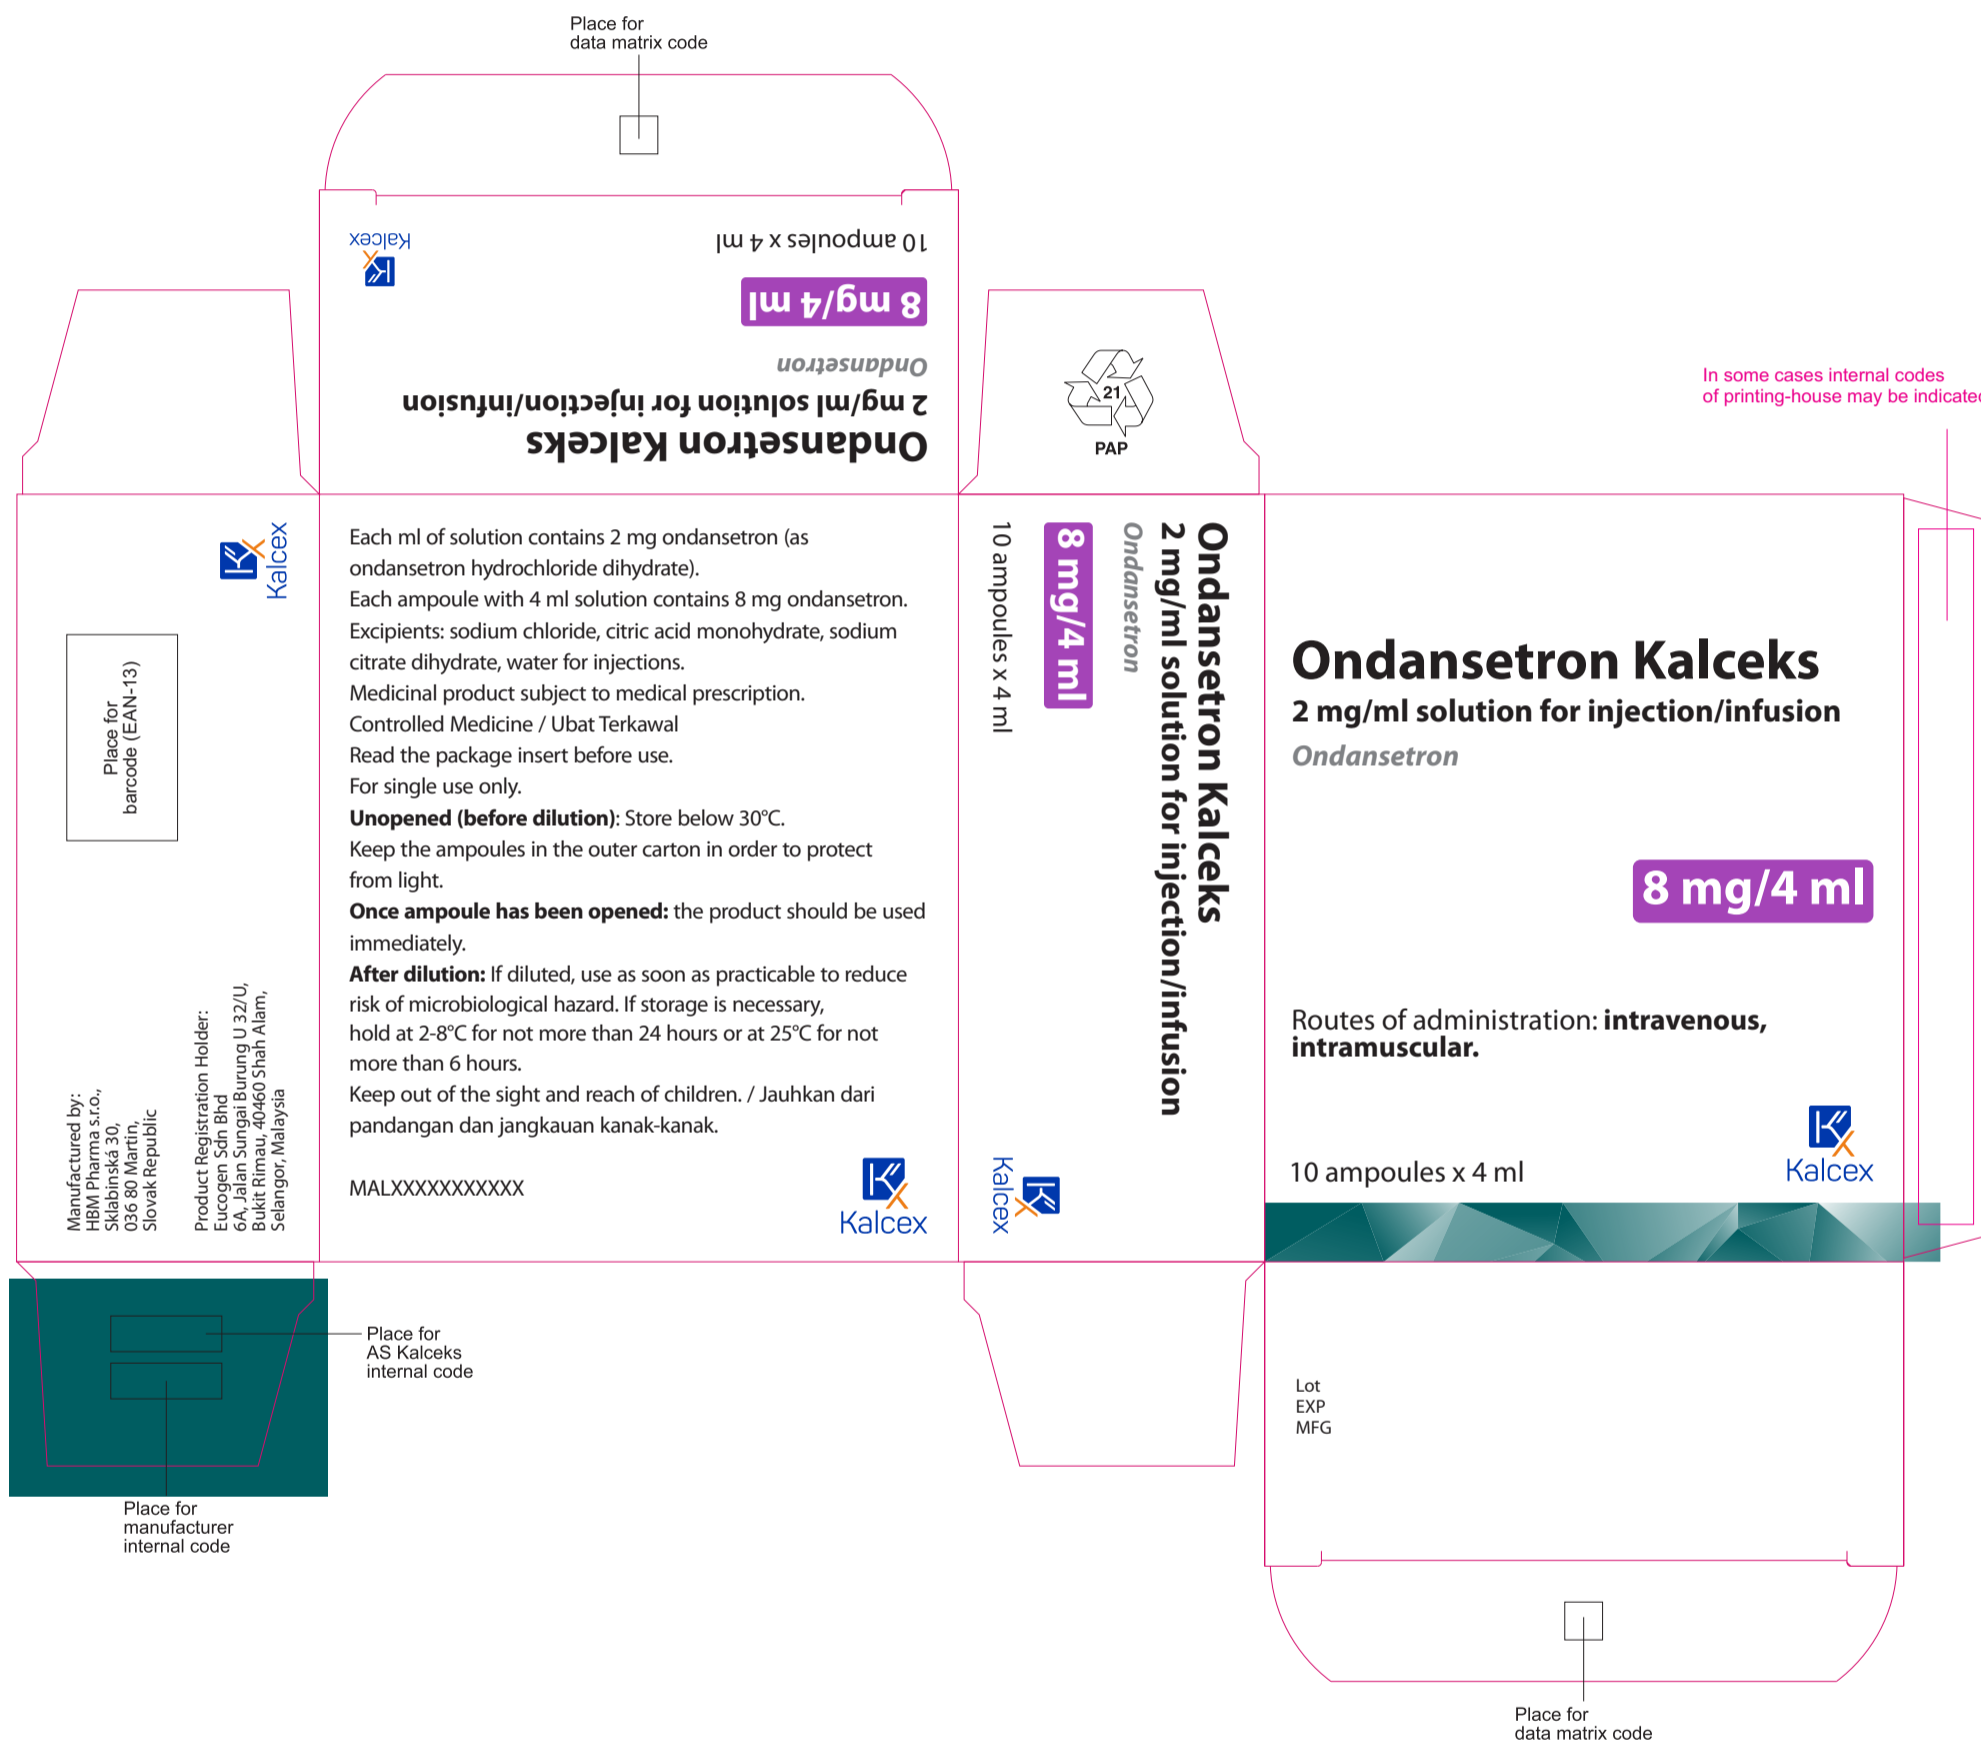 Place for
data matrix code
10 ampoules x 4 ml
Kalcex
8 mg/4 ml
Ondansetron
2 mg/ml solution for injection/infusion
Ondansetron Kalceks
21
PAP
In some cases internal codes
of printing-house may be indicated
Kalcex
Place for
barcode (EAN-13)
Manufactured by:
HBM Pharma s.r.o.,
Sklabinská 30,
036 80 Martin,
Slovak Republic
Product Registration Holder:
Eucogen Sdn Bhd
6A, Jalan Sungai Burung U 32/U,
Bukit Rimau, 40460 Shah Alam,
Selangor, Malaysia
Each ml of solution contains 2 mg ondansetron (as
ondansetron hydrochloride dihydrate).
Each ampoule with 4 ml solution contains 8 mg ondansetron.
Excipients: sodium chloride, citric acid monohydrate, sodium
citrate dihydrate, water for injections.
Medicinal product subject to medical prescription.
Controlled Medicine / Ubat Terkawal
Read the package insert before use.
For single use only.
Unopened (before dilution): Store below 30°C.
Keep the ampoules in the outer carton in order to protect
from light.
Once ampoule has been opened: the product should be used
immediately.
After dilution: If diluted, use as soon as practicable to reduce
risk of microbiological hazard. If storage is necessary,
hold at 2-8°C for not more than 24 hours or at 25°C for not
more than 6 hours.
Keep out of the sight and reach of children. / Jauhkan dari
pandangan dan jangkauan kanak-kanak.
MALXXXXXXXXXXX
Kalcex
Ondansetron Kalceks
2 mg/ml solution for injection/infusion
Ondansetron
8 mg/4 ml
10 ampoules x 4 ml
Kalcex
Ondansetron Kalceks
2 mg/ml solution for injection/infusion
Ondansetron
8 mg/4 ml
Routes of administration: intravenous,
intramuscular.
10 ampoules x 4 ml
Kalcex
Place for
AS Kalceks
internal code
Place for
manufacturer
internal code
Lot
EXP
MFG
Place for
data matrix code